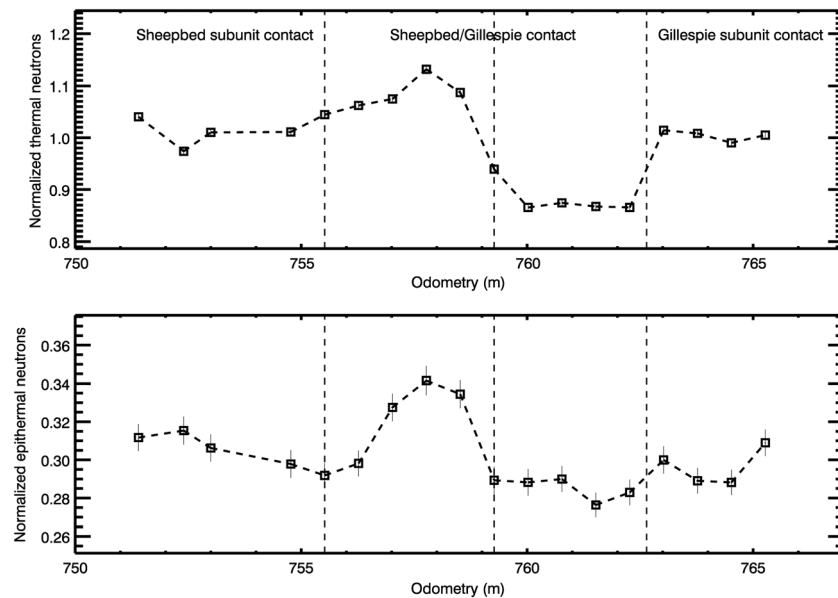 Sheepbed subunit contact Sheepbed/Gillespie contact Gillespie subunit contact
Normalized thermal neutrons
1.2
1.1
1.0
0.9
0.8
750 755 760 765
Odometry (m)
Normalized epithermal neutrons
0.36
0.34
0.32
0.30
0.28
0.26
750 755 760 765
Odometry (m)